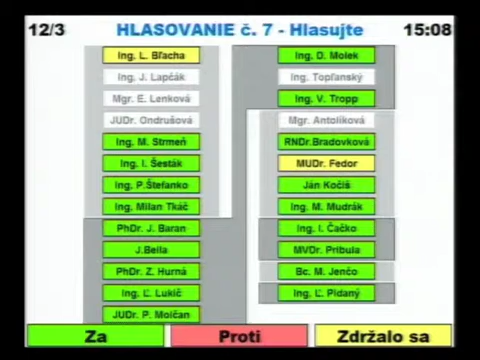 12/3
HLASOVANIE č. 7 - Hlasujte
15:08
Ing. L. Bľacha
Ing. J. Lapčák
Mgr. E. Lenková
JUDr. Ondrušová
Ing. M. Strmeň
Ing. I. Šesták
Ing. P.Štefanko
Ing. Milan Tkáč
PhDr. J. Baran
J.Bella
PhDr. Z. Hurná
Ing. Ľ. Lukič
JUDr. P. Molčan
Ing. D. Molek
Ing. Topľanský
Ing. V. Tropp
Mgr. Antolíková
RNDr.Bradovková
MUDr. Fedor
Ján Kočiš
Ing. M. Mudrák
Ing. I. Čačko
MVDr. Pribula
Bc. M. Jenčo
Ing. Ľ. Pidaný
Za
Proti
Zdržalo sa